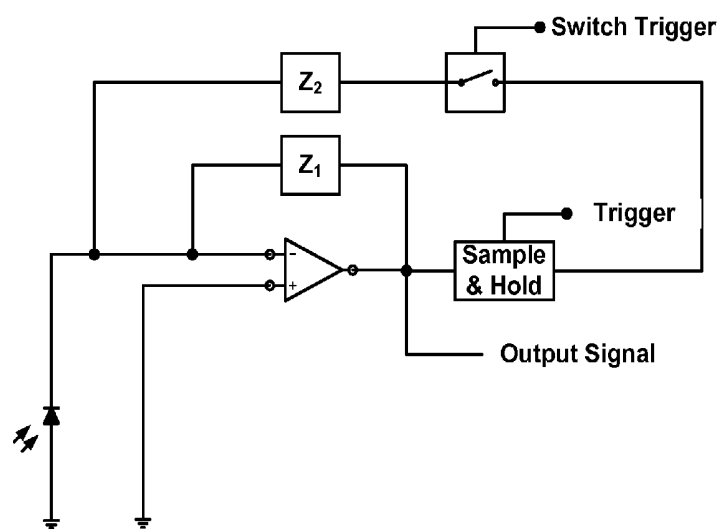 Switch Trigger
Z₂
Z₁
Trigger
Sample
& Hold
−
+
Output Signal